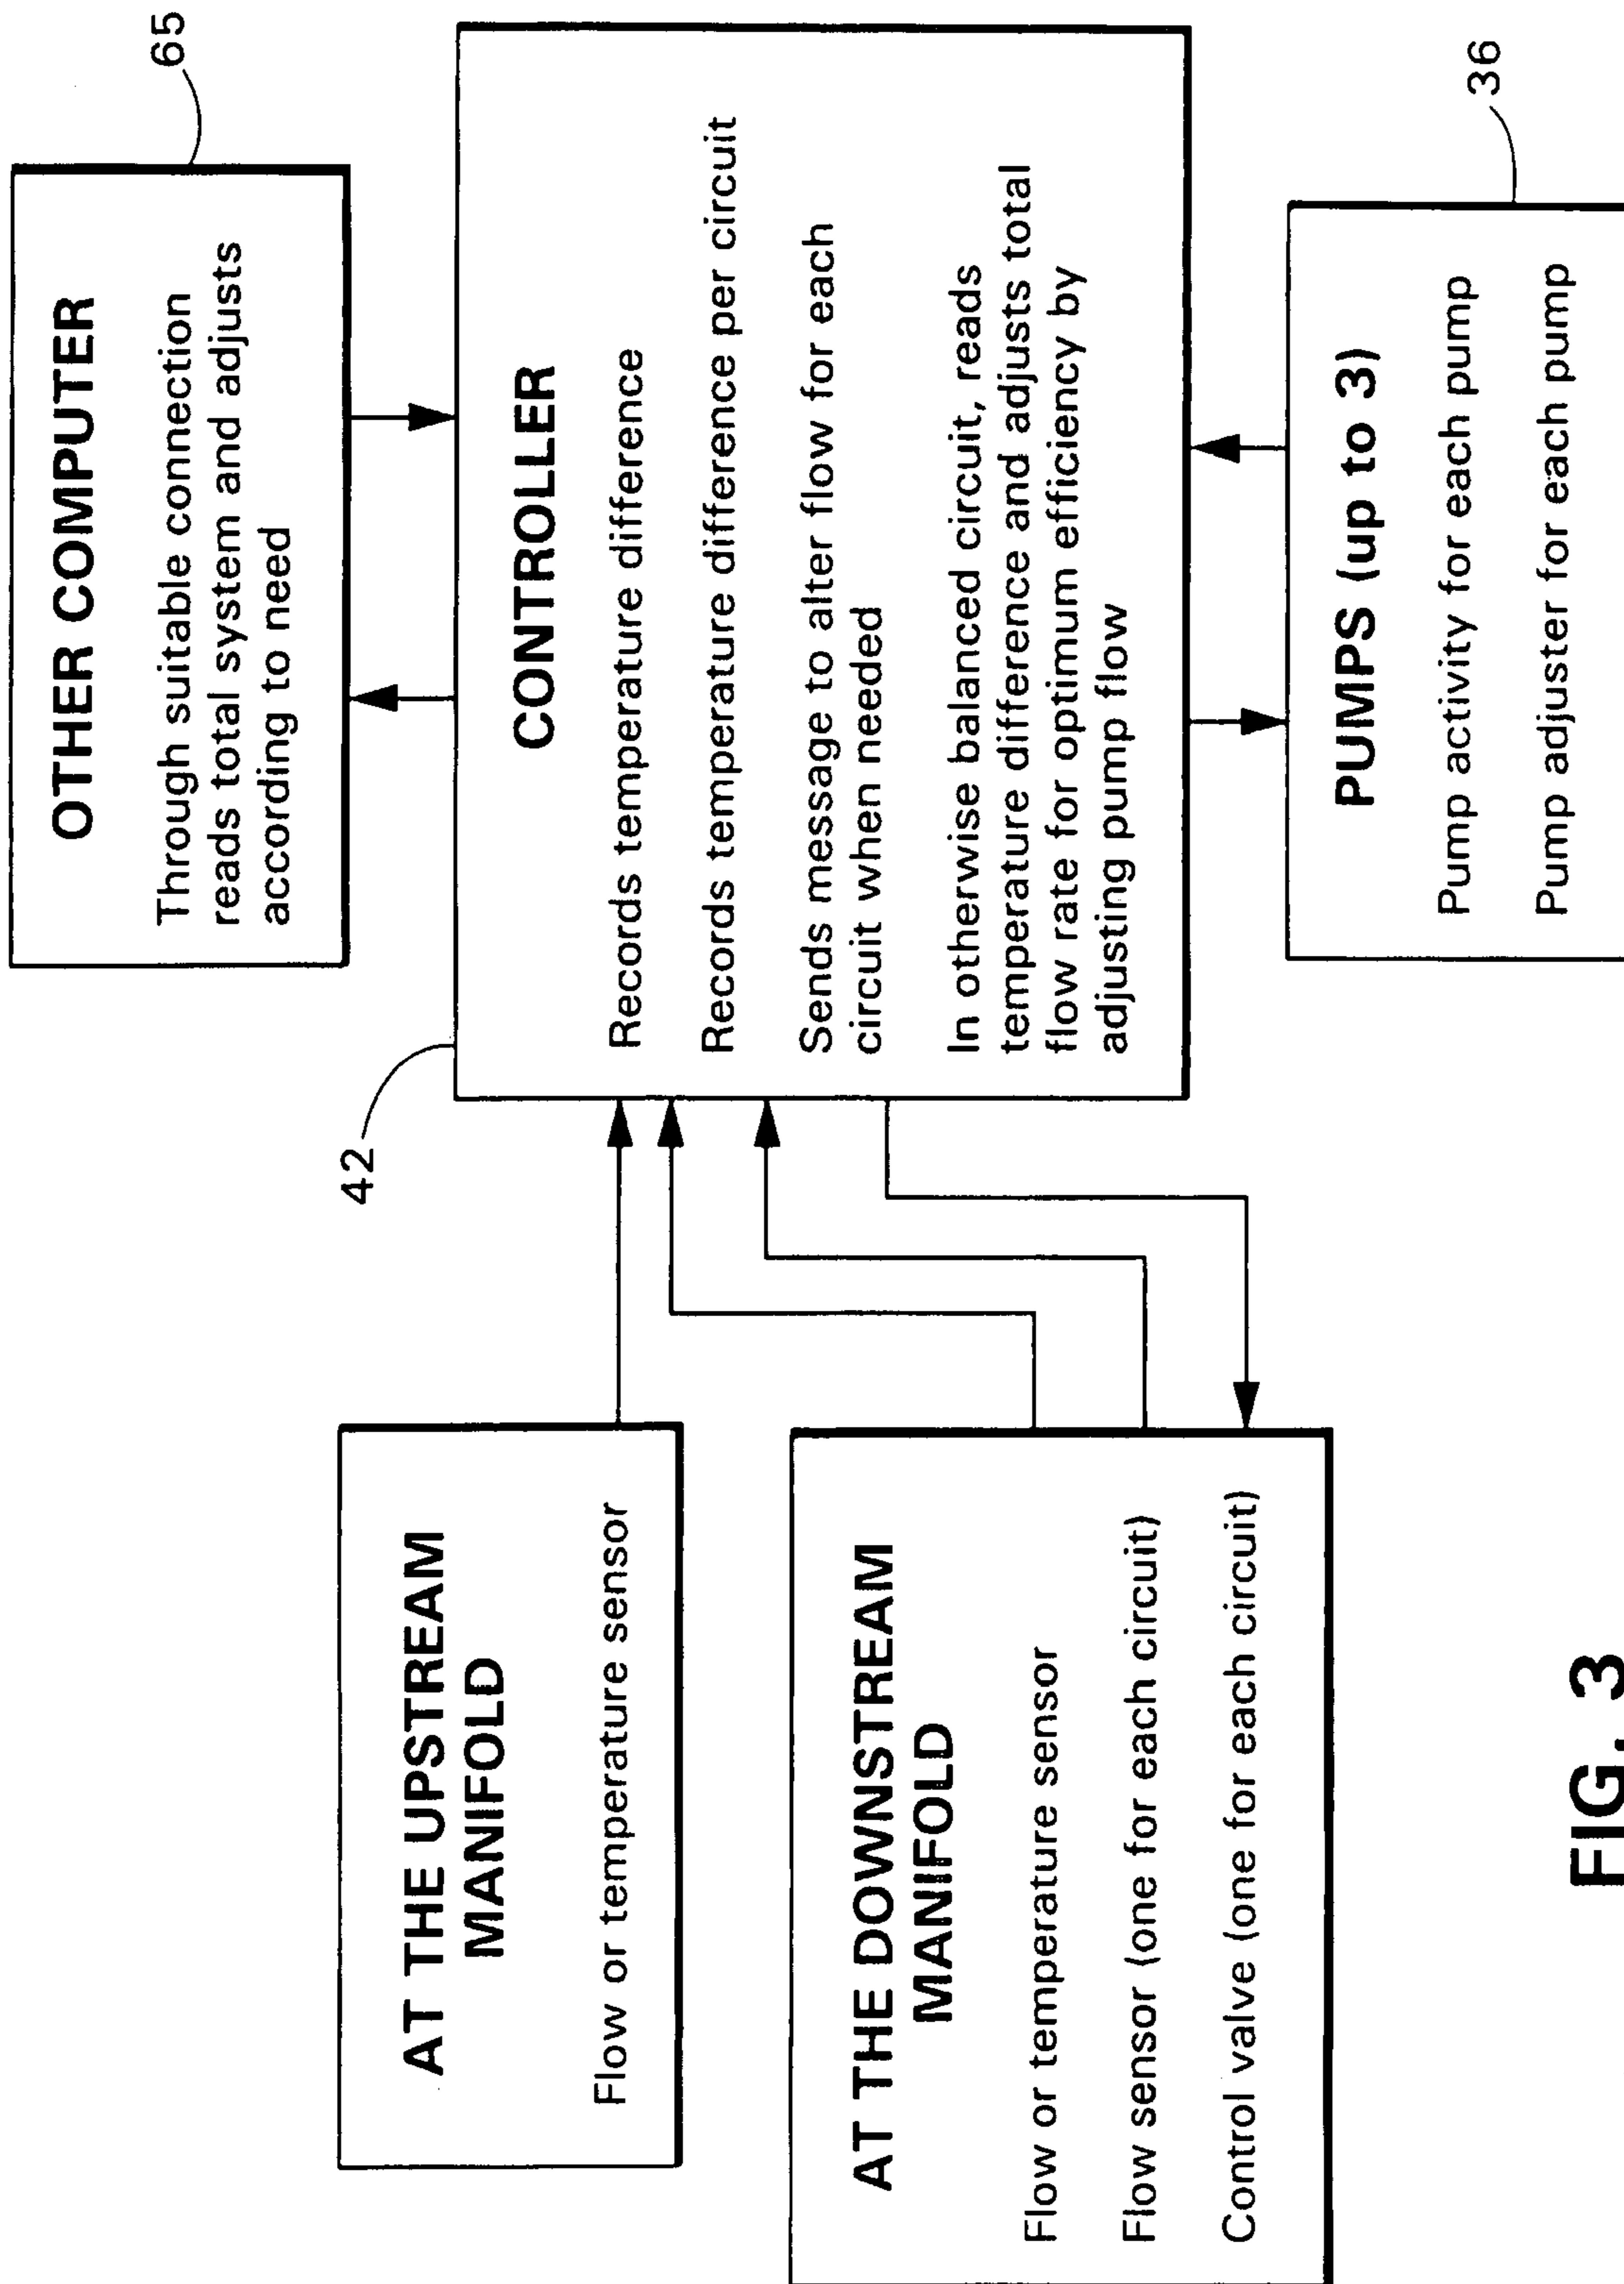 OTHER COMPUTER
Through suitable connection
reads total system and adjusts
according to need
65
42
CONTROLLER
Records temperature difference
Records temperature difference per circuit
Sends message to alter flow for each
circuit when needed
In otherwise balanced circuit, reads
temperature difference and adjusts total
flow rate for optimum efficiency by
adjusting pump flow
PUMPS (up to 3)
Pump activity for each pump
Pump adjuster for each pump
36
AT THE UPSTREAM
MANIFOLD
Flow or temperature sensor
AT THE DOWNSTREAM
MANIFOLD
Flow or temperature sensor
Flow sensor (one for each circuit)
Control valve (one for each circuit)
FIG. 3